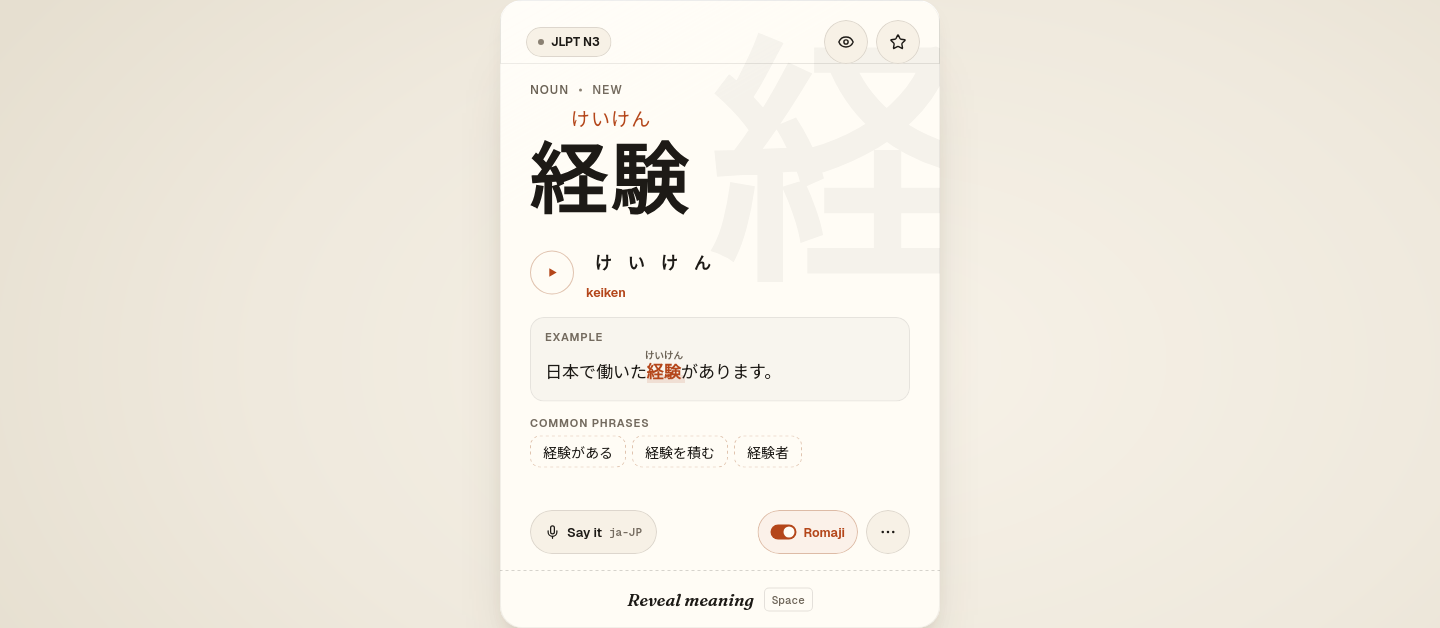 JLPT N3
経
NOUN • NEW
けいけん
経験
けいけん
keiken
EXAMPLE
けいけん
日本で働いた経験があります。
COMMON PHRASES
経験がある 経験を積む 経験者
Say it ja-JP Romaji
Reveal meaning Space